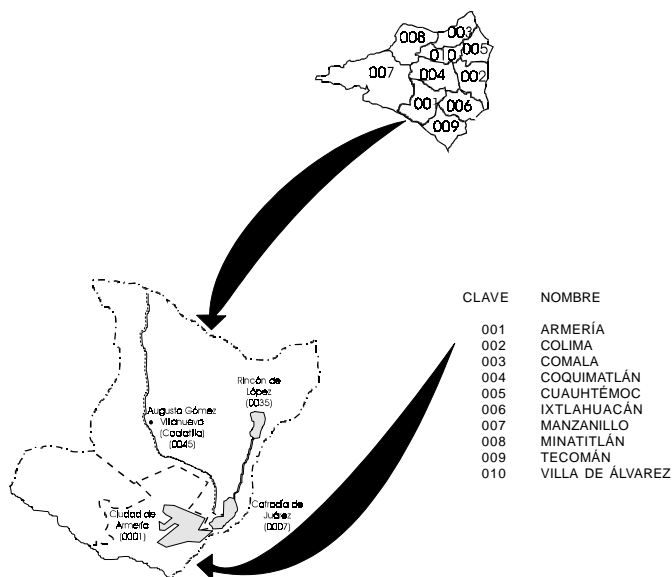 008
003
010
005
007
004
002
001
006
009
CLAVE NOMBRE
001 ARMERÍA
002 COLIMA
003 COMALA
004 COQUIMATLÁN
005 CUAUHTÉMOC
006 IXTLAHUACÁN
007 MANZANILLO
008 MINATITLÁN
009 TECOMÁN
010 VILLA DE ÁLVAREZ
Rincón de
López
(0035)
Augusto Gómez
Villanueva
(Coalatilla)
(0045)
Cofradía de
Juárez
(0007)
Ciudad de
Armería
(0001)